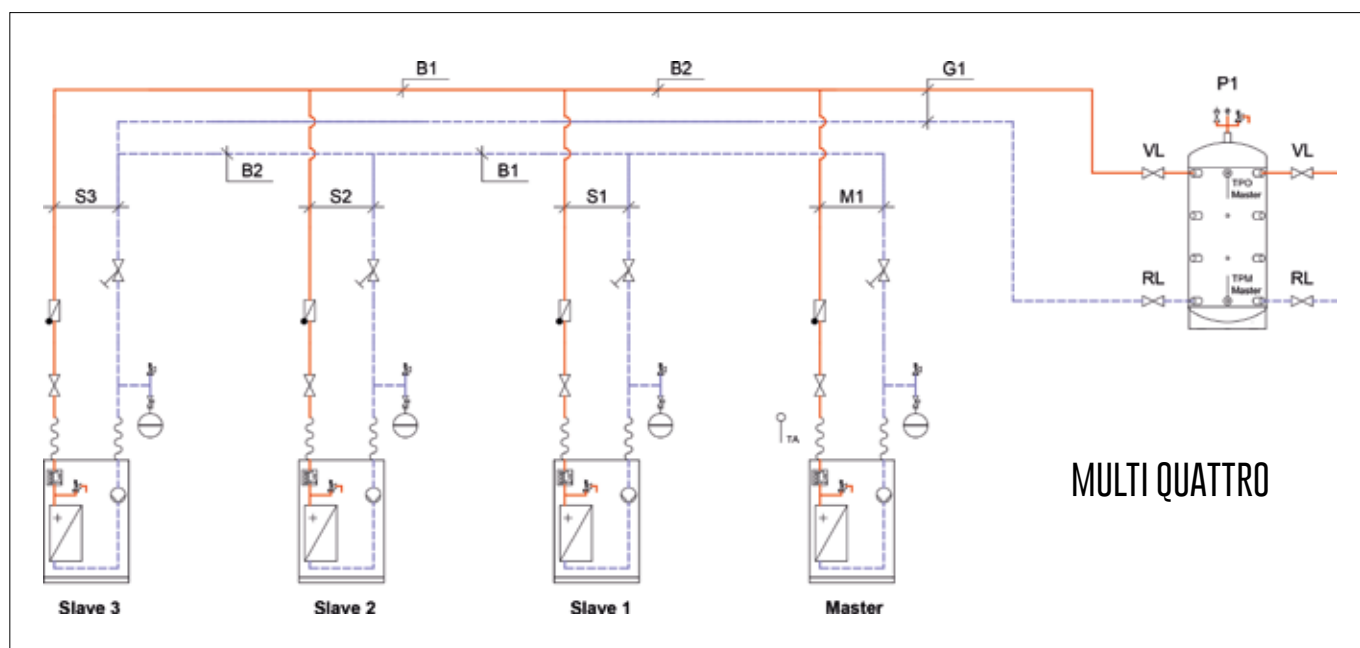 B1
B2
G1
P1
VL
VL
B2
B1
S3
S2
S1
M1
TPO
Master
RL
TPM
Master
RL
TA
MULTI QUATTRO
Slave 3
Slave 2
Slave 1
Master